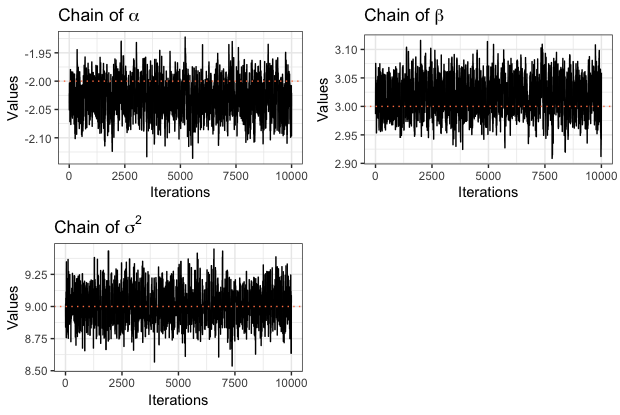 Chain of α
Values
-1.95
-2.00
-2.05
-2.10
0 2500 5000 7500 10000
Iterations
Chain of β
Values
3.10
3.05
3.00
2.95
2.90
0 2500 5000 7500 10000
Iterations
Chain of σ²
Values
9.25
9.00
8.75
8.50
0 2500 5000 7500 10000
Iterations